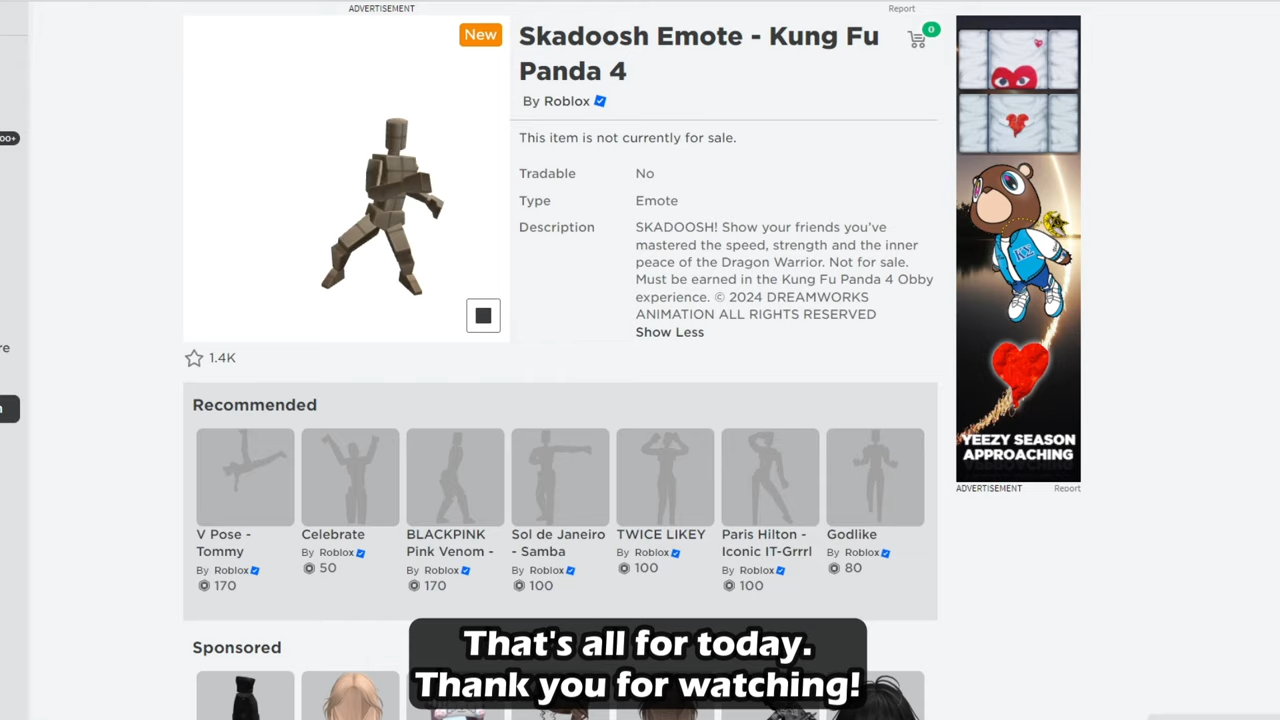 ADVERTISEMENT
Report
New
Skadoosh Emote - Kung Fu
Panda 4
0
By Roblox
This item is not currently for sale.
Tradable No
Type Emote
Description SKADOOSH! Show your friends you've
mastered the speed, strength and the inner
peace of the Dragon Warrior. Not for sale.
Must be earned in the Kung Fu Panda 4 Obby
experience. © 2024 DREAMWORKS
ANIMATION ALL RIGHTS RESERVED
Show Less
00+
re
n
1.4K
KΣ
YEEZY SEASON
APPROACHING
ADVERTISEMENT Report
Recommended
V Pose -
Tommy
By Roblox
170
Celebrate
By Roblox
50
BLACKPINK
Pink Venom -
By Roblox
170
Sol de Janeiro
- Samba
By Roblox
100
TWICE LIKEY
By Roblox
100
Paris Hilton -
Iconic IT-Grrrl
By Roblox
100
Godlike
By Roblox
80
Sponsored
That's all for today.
Thank you for watching!